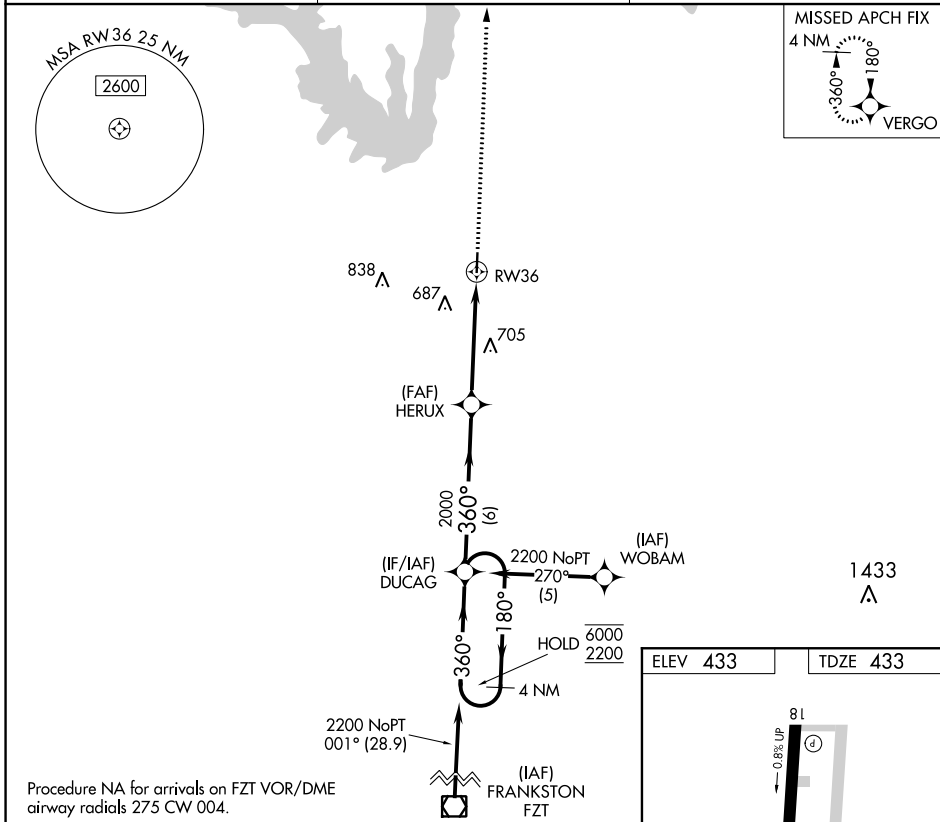 MSA RW36 25 NM
2600
MISSED APCH FIX
4 NM
360°
180°
VERGO
838
687
RW36
705
(FAF)
HERUX
2000
360°
(6)
(IF/IAF)
DUCAG
2200 NoPT
270°
(5)
(IAF)
WOBAM
1433
360°
180°
HOLD
6000
2200
4 NM
2200 NoPT
001° (28.9)
(IAF)
FRANKSTON
FZT
Procedure NA for arrivals on FZT VOR/DME
airway radials 275 CW 004.
ELEV 433
TDZE 433
18
0.8% UP
P